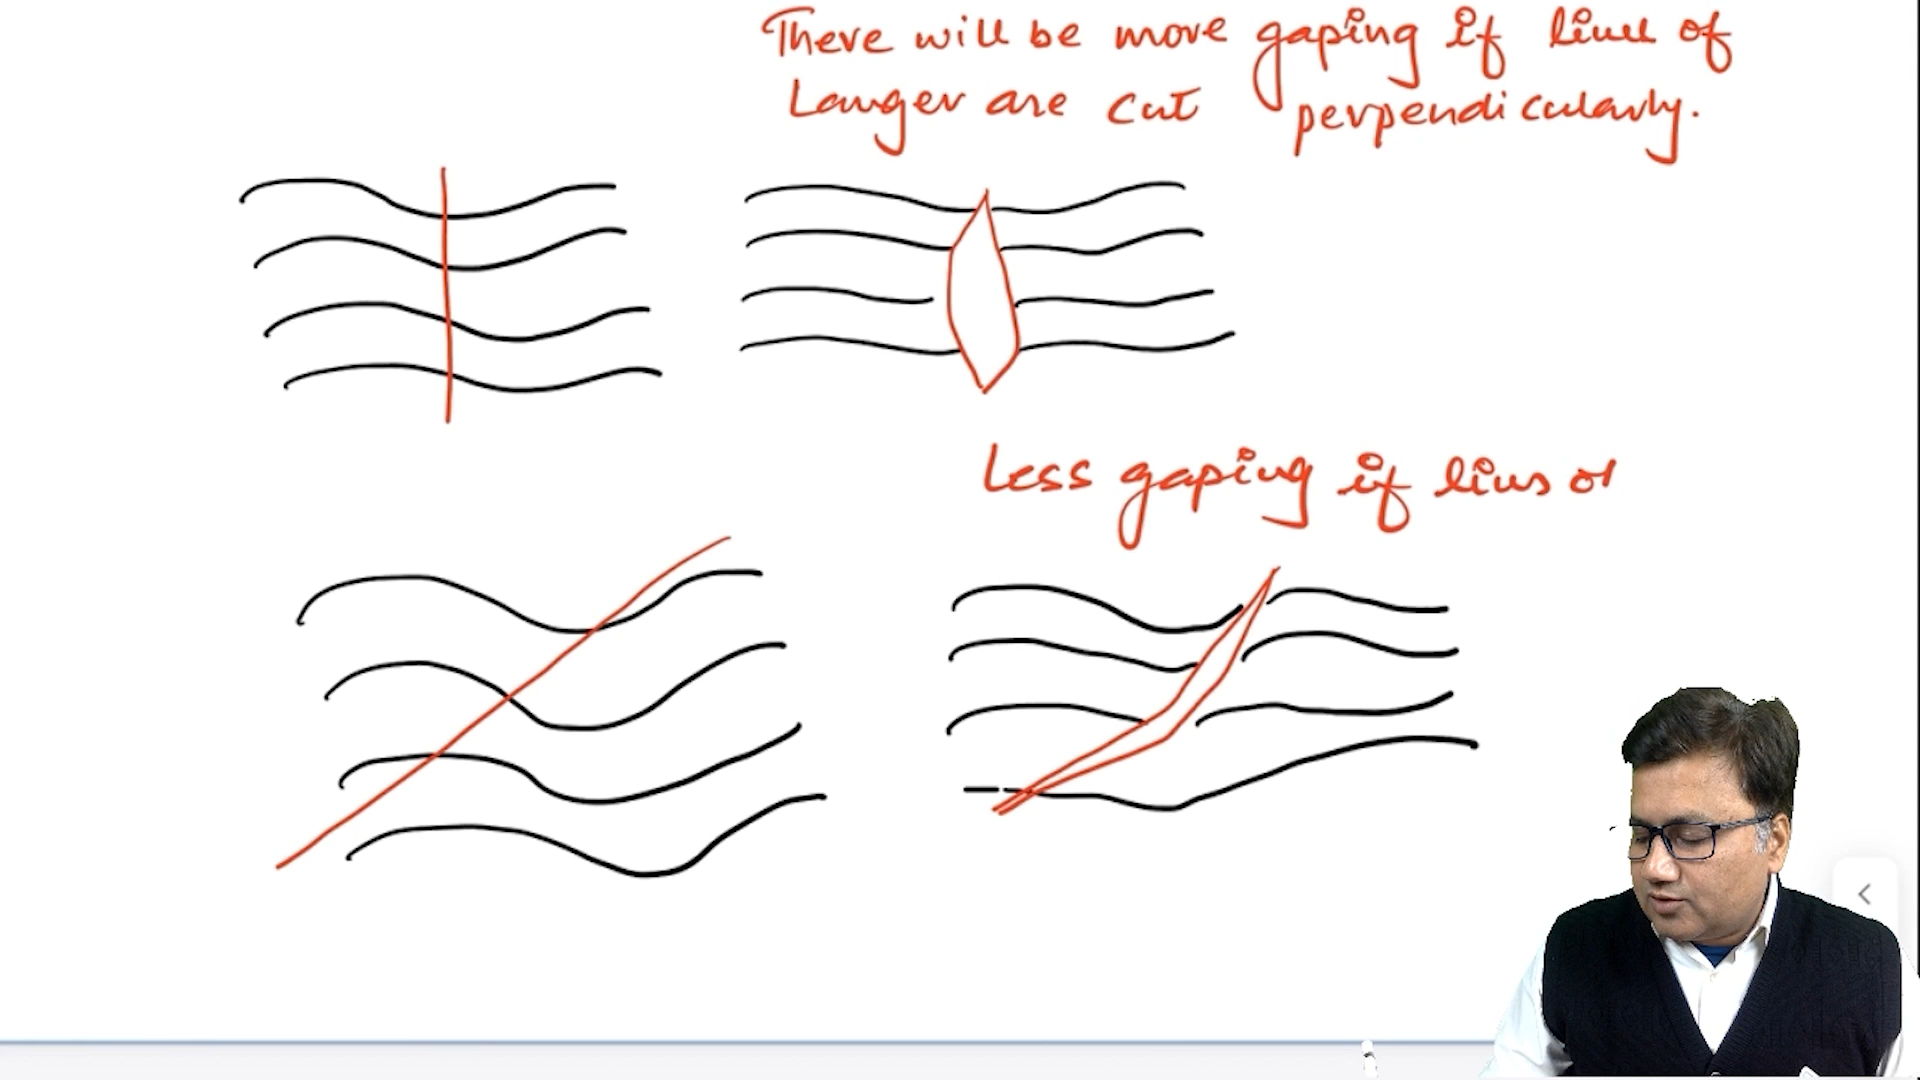 There will be more gaping if lines of
Langer are cut perpendicularly.
Less gaping if lines of